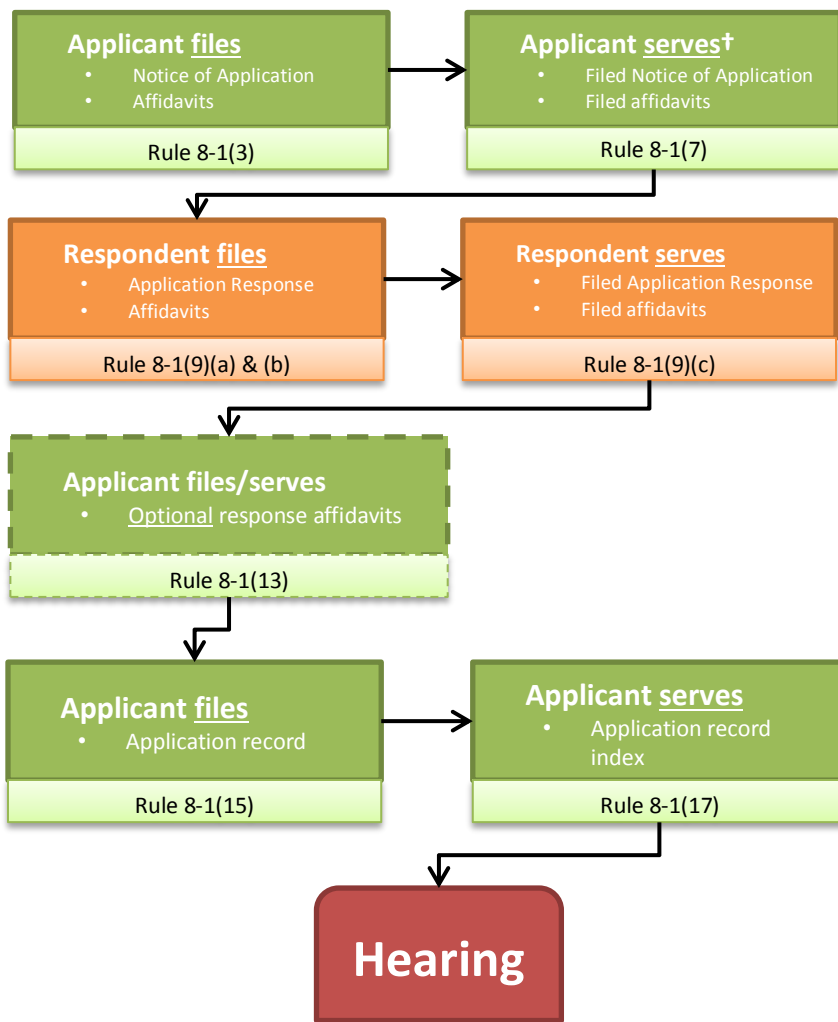 Applicant files
• Notice of Application
• Affidavits
Rule 8-1(3)
Applicant serves†
• Filed Notice of Application
• Filed affidavits
Rule 8-1(7)
Respondent files
• Application Response
• Affidavits
Rule 8-1(9)(a) & (b)
Respondent serves
• Filed Application Response
• Filed affidavits
Rule 8-1(9)(c)
Applicant files/serves
• Optional response affidavits
Rule 8-1(13)
Applicant files
• Application record
Rule 8-1(15)
Applicant serves
• Application record
index
Rule 8-1(17)
Hearing